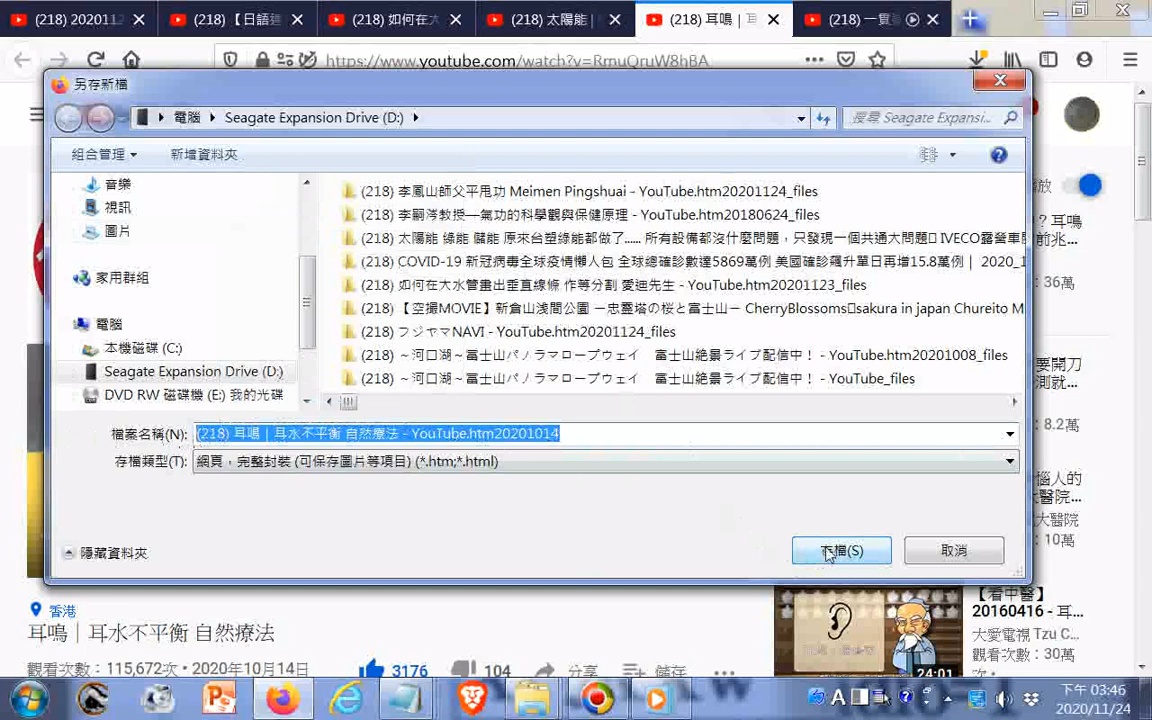 (218) 202011
(218) 【日語
(218) 如何在
(218) 太陽能 |
(218) 耳鳴｜耳
(218) 一貫
https://www.youtube.com/watch?v=RmuQruW8hBA
另存新檔
電腦 Seagate Expansion Drive (D:)
搜尋 Seagate Expansi...
組合管理 新增資料夾
音樂
視訊
圖片
家用群組
電腦
本機磁碟 (C:)
Seagate Expansion Drive (D:)
DVD RW 磁碟機 (E:) 我的光碟
(218) 李鳳山師父平甩功 Meimen Pingshuai - YouTube.htm20201124_files
(218) 李嗣涔教授—氣功的科學觀與保健原理 - YouTube.htm20180624_files
(218) 太陽能 綠能 儲能 原來台塑綠能都做了..... 所有設備都沒什麼問題，只發現一個共通大問題 IVECO露營車
(218) COVID-19 新冠病毒全球疫情懶人包 全球總確診數達5869萬例 美國確診飆升單日再增15.8萬例｜ 2020_1
(218) 如何在大水管畫出垂直線條 作等分割 愛迪先生 - YouTube.htm20201123_files
(218) 【空撮MOVIE】新倉山浅間公園 ー忠霊塔の桜と富士山ー CherryBlossoms sakura in japan Chureito M
(218) フジヤマNAVI - YouTube.htm20201124_files
(218) ～河口湖～富士山パノラマロープウェイ　富士山絶景ライブ配信中！ - YouTube.htm20201008_files
(218) ～河口湖～富士山パノラマロープウェイ　富士山絶景ライブ配信中！ - YouTube_files
檔案名稱(N): (218) 耳鳴｜耳水不平衡 自然療法 - YouTube.htm20201014
存檔類型(T): 網頁，完整封裝 (可保存圖片等項目) (*.htm;*.html)
隱藏資料夾
存檔(S)
取消
放
？耳鳴
前兆...
36萬
要開刀
測就...
8.2萬
惱人的
大醫院...
大醫院
10萬
香港
耳鳴｜耳水不平衡 自然療法
觀看次數：115,672次 • 2020年10月14日
3176
104
分享
儲存
24:01
【看中醫】
20160416 - 耳...
大愛電視 Tzu C...
觀看次數：30萬
下午 03:46
2020/11/24